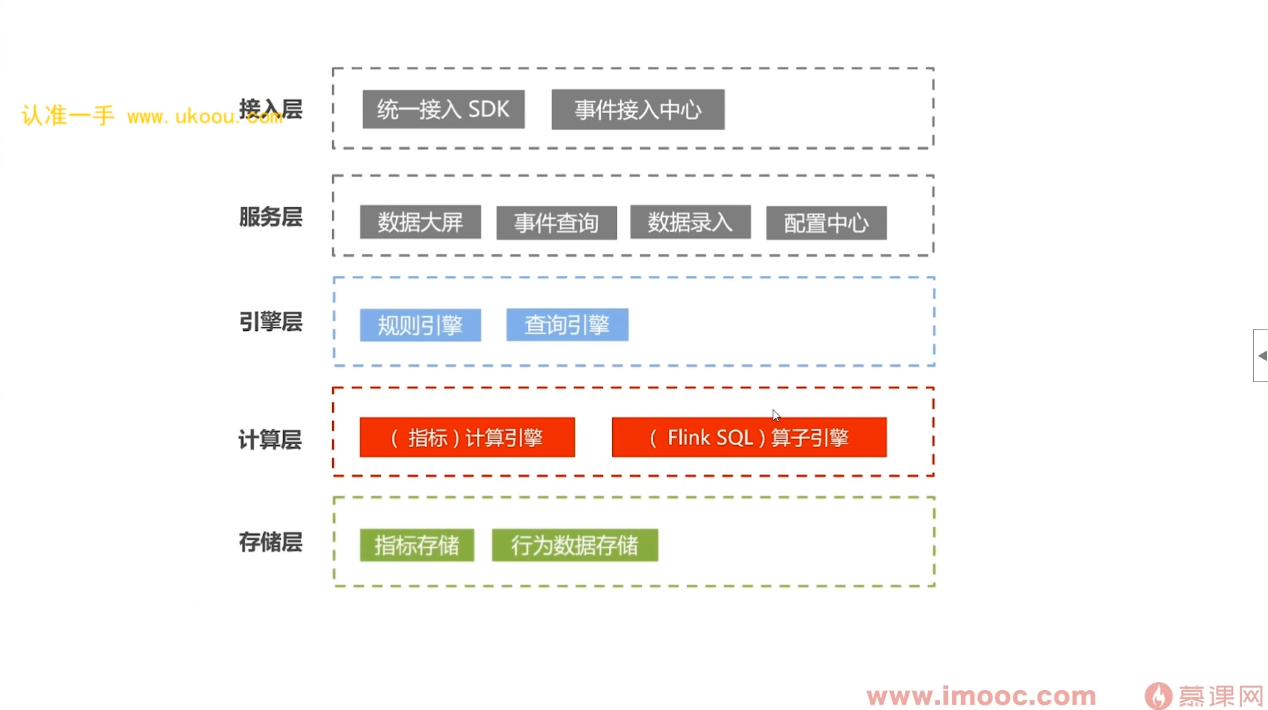 接入层
统一接入 SDK
事件接入中心
认准一手 www.ukoou.com
服务层
数据大屏
事件查询
数据录入
配置中心
引擎层
规则引擎
查询引擎
计算层
（ 指标 ) 计算引擎
（ Flink SQL ) 算子引擎
存储层
指标存储
行为数据存储
www.imooc.com
慕课网